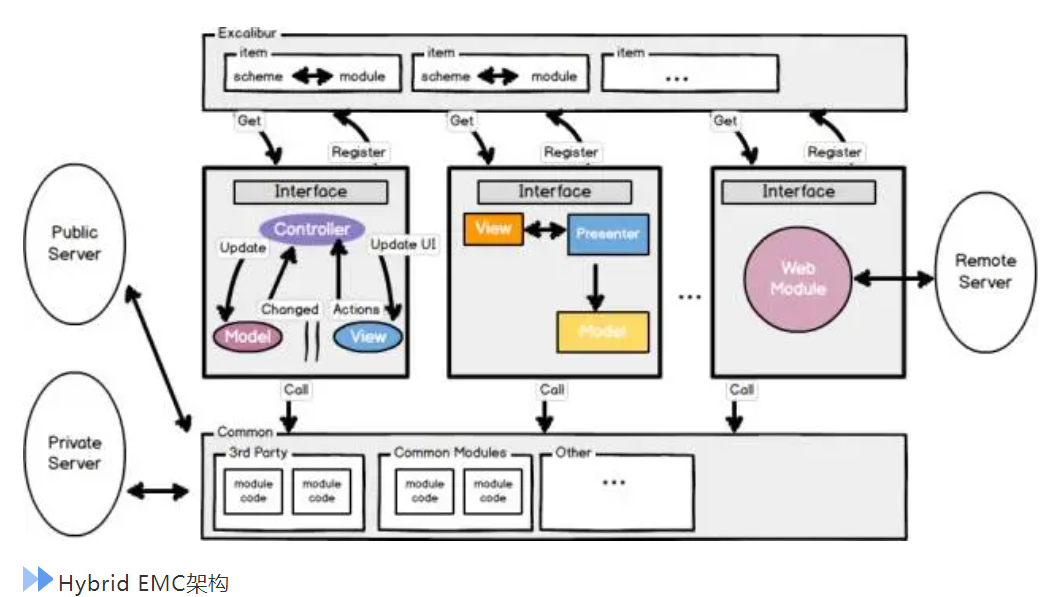 Excalibur
item
scheme
module
item
scheme
module
item
...
Get
Register
Get
Register
Get
Register
Public
Server
Interface
Controller
Update
Update UI
Changed
Actions
Model
View
Interface
View
Presenter
Model
...
Interface
Web
Module
Remote
Server
Call
Call
Call
Private
Server
Common
3rd Party
module
code
module
code
Common Modules
module
code
module
code
Other
...
Hybrid EMC架构